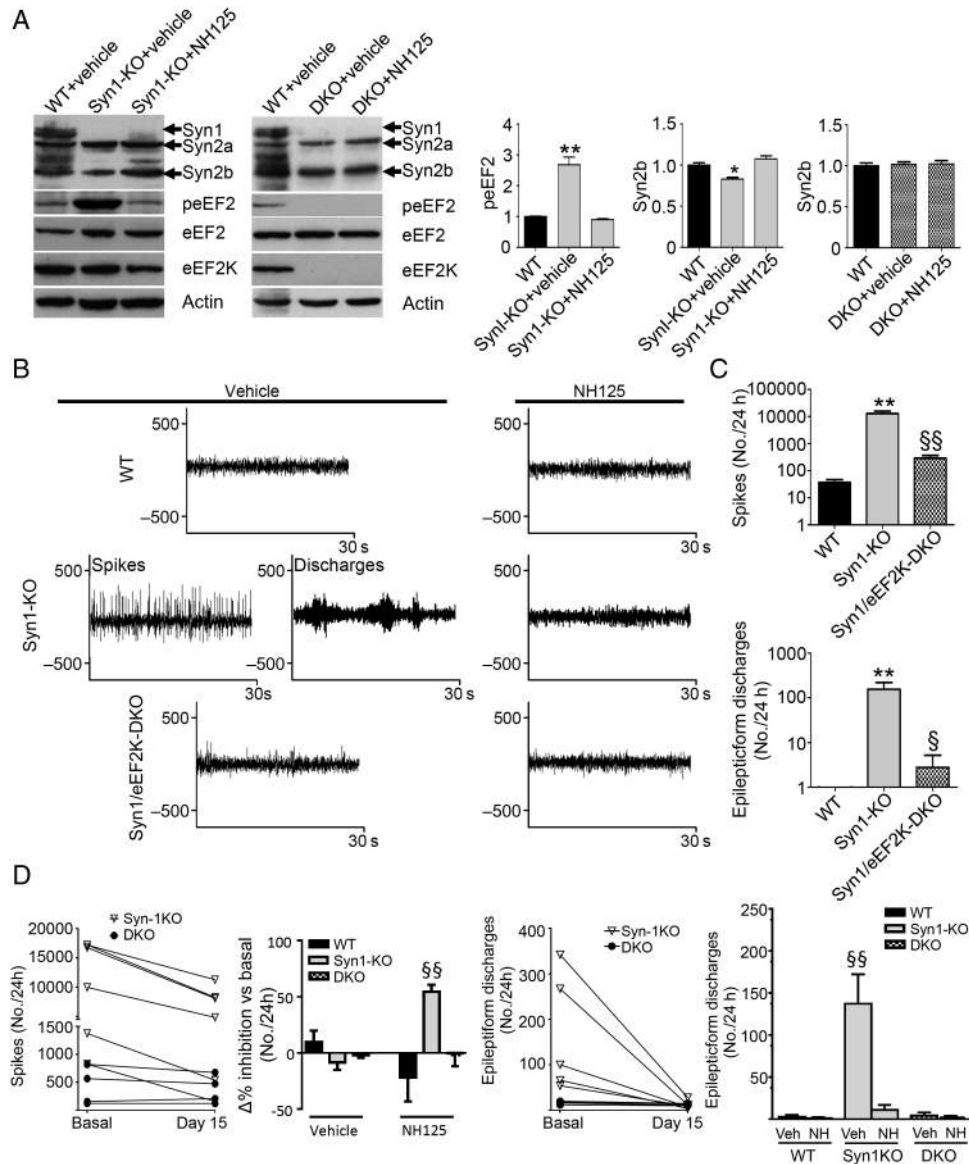 A
WT+vehicle
Syn1-KO+vehicle
Syn1-KO+NH125
Syn1
Syn2a
Syn2b
peEF2
eEF2
eEF2K
Actin
WT+vehicle
DKO+vehicle
DKO+NH125
Syn1
Syn2a
Syn2b
peEF2
eEF2
eEF2K
Actin
peEF2
4
3
2
1
0
**
WT
SynI-KO+vehicle
Syn1-KO+NH125
Syn2b
1.5
1.0
0.5
0.0
*
WT
SynI-KO+vehicle
Syn1-KO+NH125
Syn2b
1.5
1.0
0.5
0.0
WT
DKO+vehicle
DKO+NH125
B
Vehicle
NH125
WT
500
−500
30 s
500
−500
30 s
Syn1-KO
500
Spikes
−500
30s
500
Discharges
−500
30s
500
−500
30 s
Syn1/eEF2K-DKO
500
−500
30 s
500
−500
30 s
C
Spikes (No./24 h)
100000
10000
1000
100
10
1
**
§§
WT
Syn1-KO
Syn1/eEF2K-DKO
Epilepticform discharges
(No./24 h)
1000
100
10
1
**
§
WT
Syn1-KO
Syn1/eEF2K-DKO
D
Spikes (No./24h)
20000
15000
10000
1500
1000
500
Syn-1KO
DKO
Basal
Day 15
Δ% inhibition vs basal
(No./24h)
100
50
0
-50
WT
Syn1-KO
DKO
§§
Vehicle
NH125
Epileptiform discharges
(No./24h)
400
300
200
100
Syn-1KO
DKO
Basal
Day 15
Epilepticform discharges
(No./24 h)
250
200
150
100
50
0
WT
Syn1-KO
DKO
§§
Veh NH
Veh NH
Veh NH
WT
Syn1KO
DKO